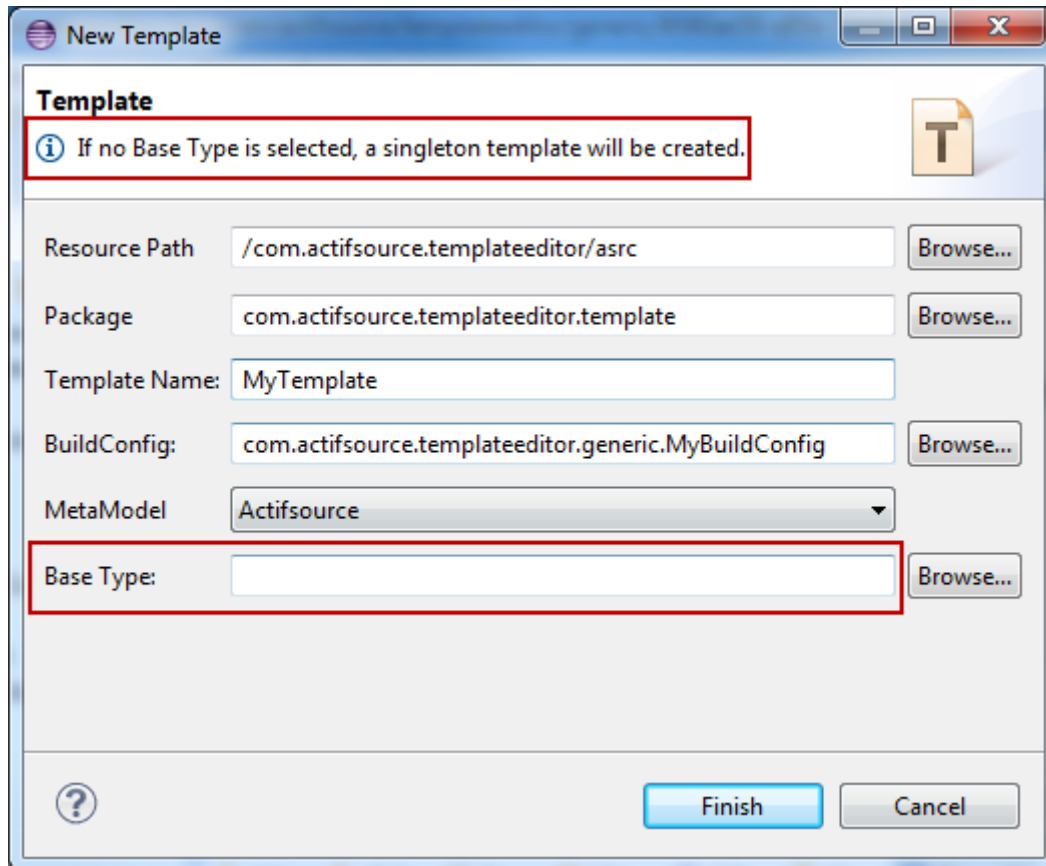 New Template
Template
If no Base Type is selected, a singleton template will be created.
T
Resource Path /com.actifsource.templateeditor/asrc Browse...
Package com.actifsource.templateeditor.template Browse...
Template Name: MyTemplate
BuildConfig: com.actifsource.templateeditor.generic.MyBuildConfig Browse...
MetaModel Actifsource
Base Type: Browse...
Finish Cancel